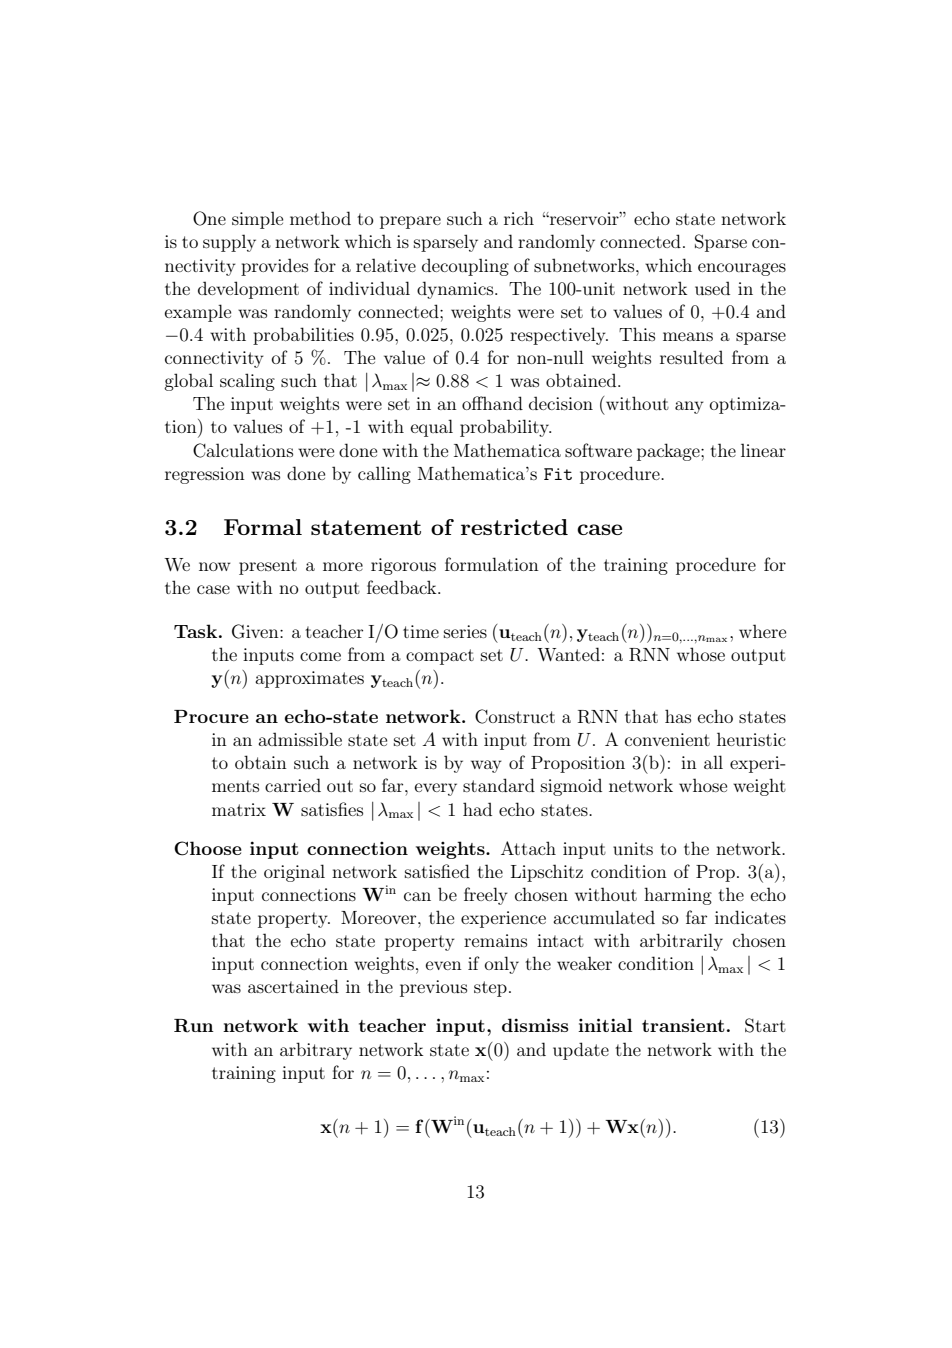 One simple method to prepare such a rich “reservoir” echo state network
is to supply a network which is sparsely and randomly connected. Sparse con-
nectivity provides for a relative decoupling of subnetworks, which encourages
the development of individual dynamics. The 100-unit network used in the
example was randomly connected; weights were set to values of 0, +0.4 and
−0.4 with probabilities 0.95, 0.025, 0.025 respectively. This means a sparse
connectivity of 5 %. The value of 0.4 for non-null weights resulted from a
global scaling such that |λmax|≈ 0.88 < 1 was obtained.
The input weights were set in an offhand decision (without any optimiza-
tion) to values of +1, -1 with equal probability.
Calculations were done with the Mathematica software package; the linear
regression was done by calling Mathematica’s Fit procedure.
3.2 Formal statement of restricted case
We now present a more rigorous formulation of the training procedure for
the case with no output feedback.
Task. Given: a teacher I/O time series (uteach(n), yteach(n))n=0,...,nmax, where
the inputs come from a compact set U. Wanted: a RNN whose output
y(n) approximates yteach(n).
Procure an echo-state network. Construct a RNN that has echo states
in an admissible state set A with input from U. A convenient heuristic
to obtain such a network is by way of Proposition 3(b): in all experi-
ments carried out so far, every standard sigmoid network whose weight
matrix W satisfies |λmax| < 1 had echo states.
Choose input connection weights. Attach input units to the network.
If the original network satisfied the Lipschitz condition of Prop. 3(a),
input connections Win can be freely chosen without harming the echo
state property. Moreover, the experience accumulated so far indicates
that the echo state property remains intact with arbitrarily chosen
input connection weights, even if only the weaker condition |λmax| < 1
was ascertained in the previous step.
Run network with teacher input, dismiss initial transient. Start
with an arbitrary network state x(0) and update the network with the
training input for n = 0, . . . , nmax:
x(n + 1) = f(Win(uteach(n + 1)) + Wx(n)). (13)
13